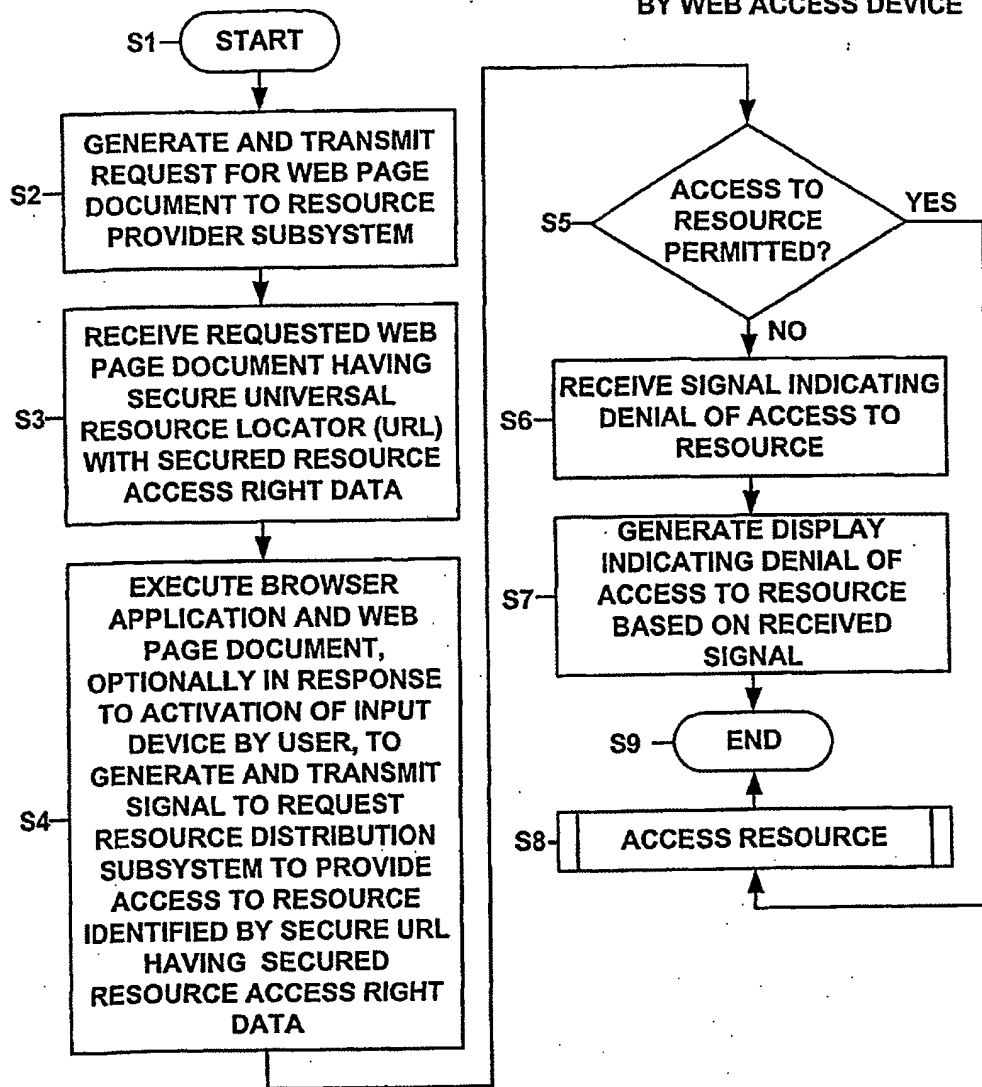 BY WEB ACCESS DEVICE
S1
START
S2
GENERATE AND TRANSMIT
REQUEST FOR WEB PAGE
DOCUMENT TO RESOURCE
PROVIDER SUBSYSTEM
S3
RECEIVE REQUESTED WEB
PAGE DOCUMENT HAVING
SECURE UNIVERSAL
RESOURCE LOCATOR (URL)
WITH SECURED RESOURCE
ACCESS RIGHT DATA
S4
EXECUTE BROWSER
APPLICATION AND WEB
PAGE DOCUMENT,
OPTIONALLY IN RESPONSE
TO ACTIVATION OF INPUT
DEVICE BY USER, TO
GENERATE AND TRANSMIT
SIGNAL TO REQUEST
RESOURCE DISTRIBUTION
SUBSYSTEM TO PROVIDE
ACCESS TO RESOURCE
IDENTIFIED BY SECURE URL
HAVING SECURED
RESOURCE ACCESS RIGHT
DATA
S5
ACCESS TO
RESOURCE
PERMITTED?
YES
NO
S6
RECEIVE SIGNAL INDICATING
DENIAL OF ACCESS TO
RESOURCE
S7
GENERATE DISPLAY
INDICATING DENIAL OF
ACCESS TO RESOURCE
BASED ON RECEIVED
SIGNAL
S9
END
S8
ACCESS RESOURCE